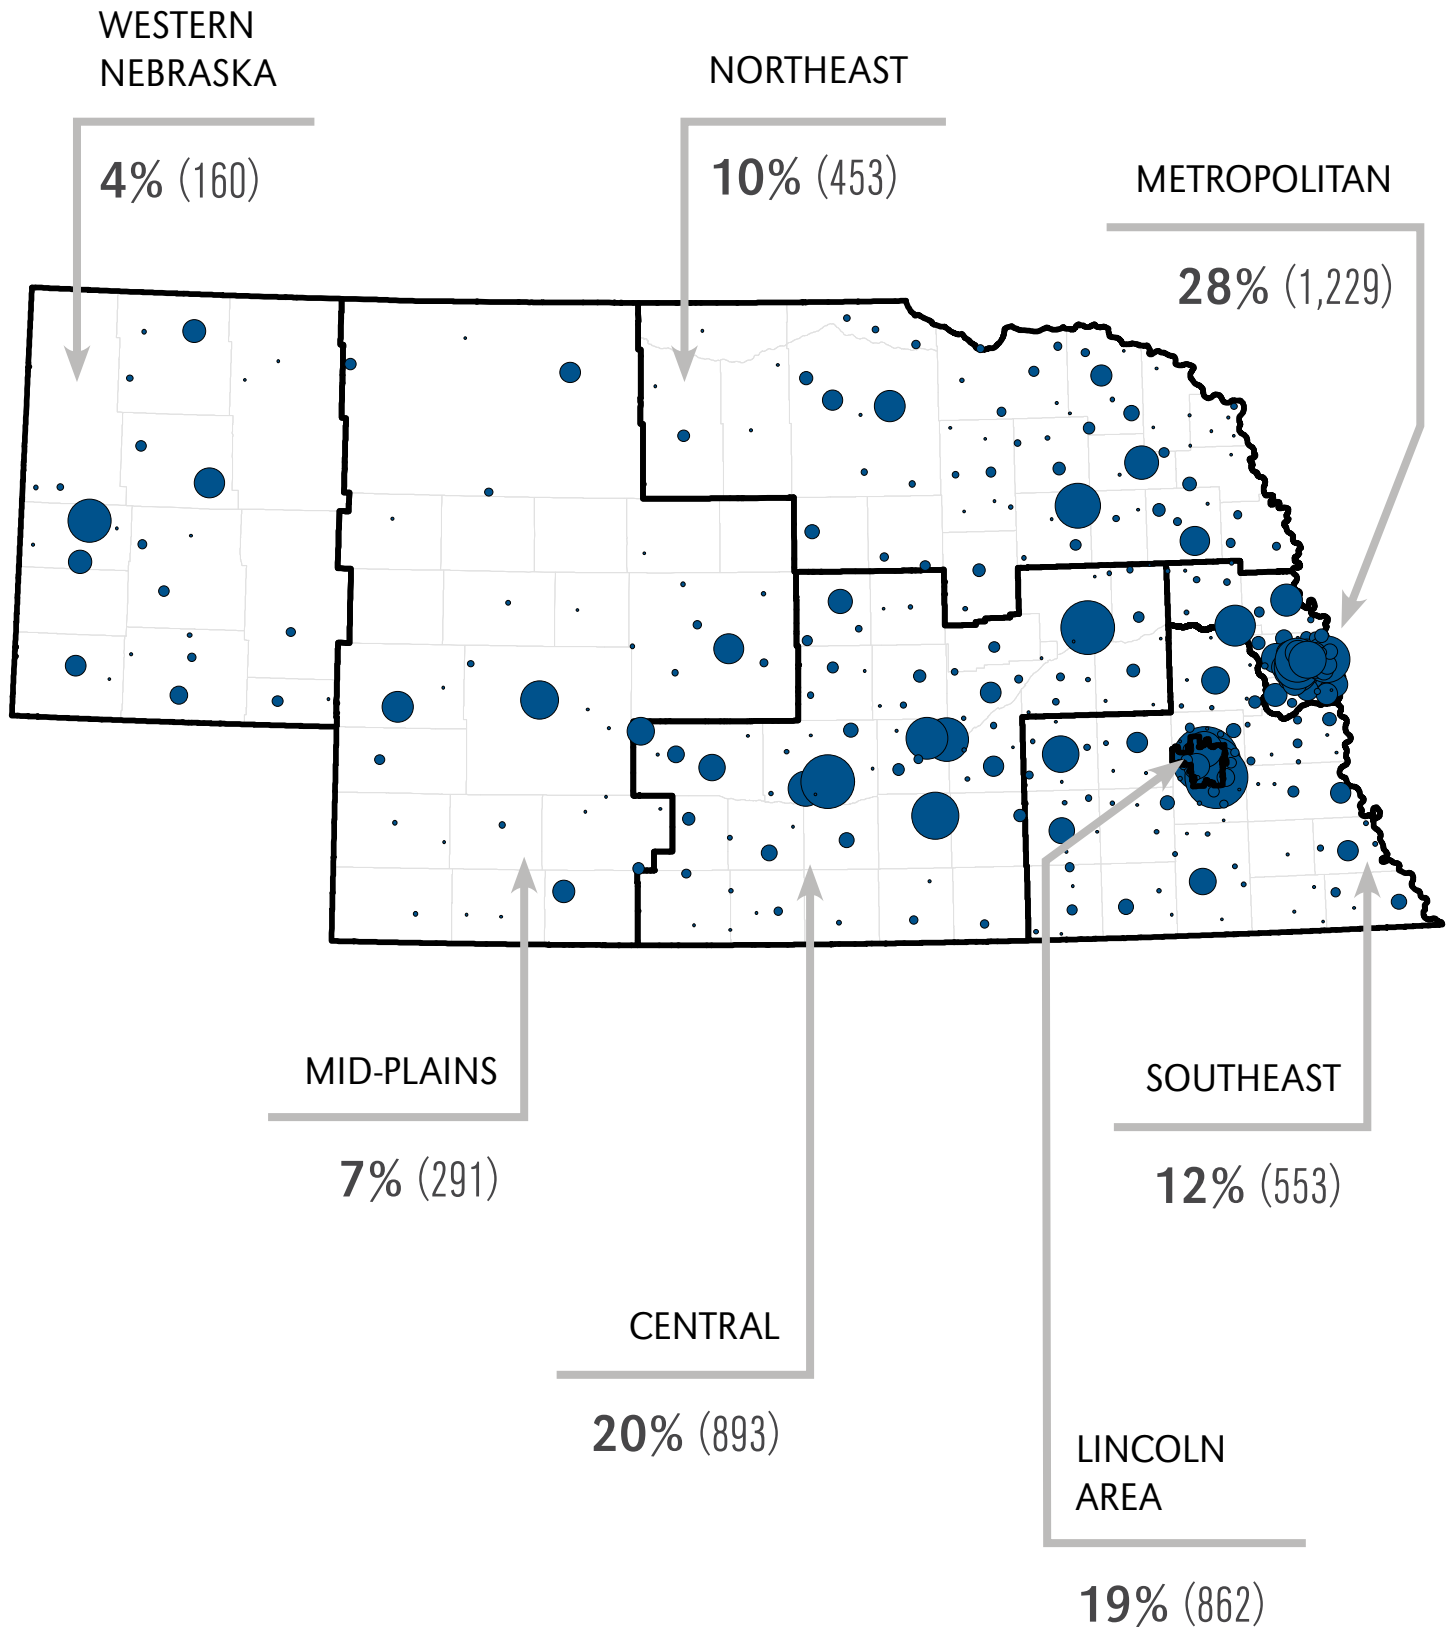 WESTERN
NEBRASKA
4% (160)
NORTHEAST
10% (453)
METROPOLITAN
28% (1,229)
MID-PLAINS
7% (291)
SOUTHEAST
12% (553)
CENTRAL
20% (893)
LINCOLN
AREA
19% (862)